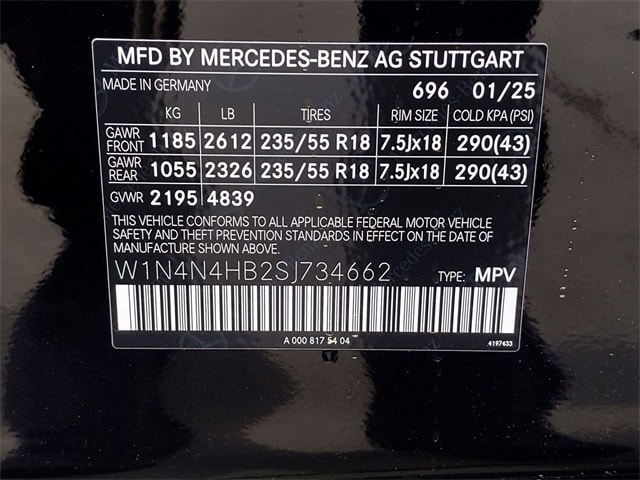 MFD BY MERCEDES-BENZ AG STUTTGART
MADE IN GERMANY 696 01/25
KG LB TIRES RIM SIZE COLD KPA(PSI)
GAWR FRONT 1185 2612 235/55 R18 7.5Jx18 290(43)
GAWR REAR 1055 2326 235/55 R18 7.5Jx18 290(43)
GVWR 2195 4839
THIS VEHICLE CONFORMS TO ALL APPLICABLE FEDERAL MOTOR VEHICLE
SAFETY AND THEFT PREVENTION STANDARDS IN EFFECT ON THE DATE OF
MANUFACTURE SHOWN ABOVE.
W1N4N4HB2SJ734662 TYPE: MPV
A 000 817 54 04
4197433